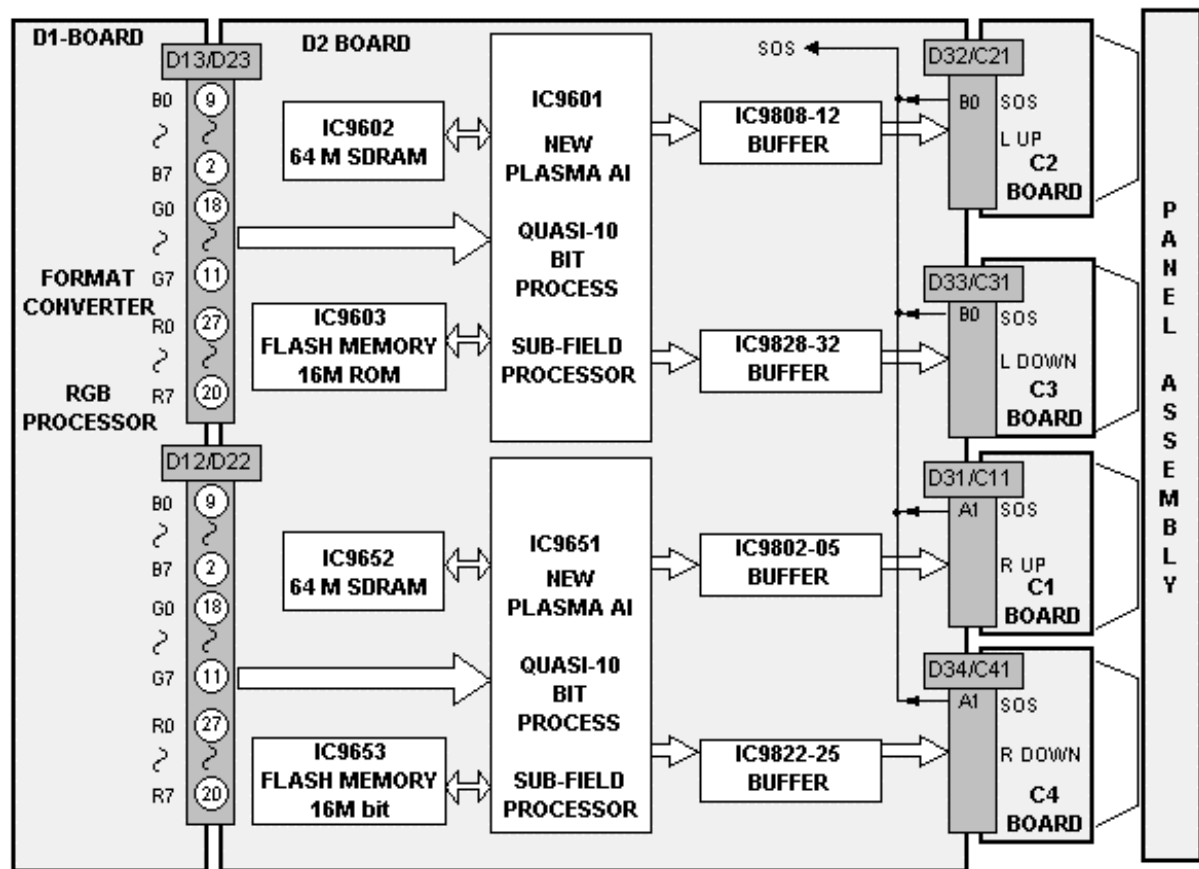 D1-BOARD
D13/D23
B0
9
B7
2
G0
18
G7
11
R0
27
R7
20
FORMAT
CONVERTER
RGB
PROCESSOR
D12/D22
B0
9
B7
2
G0
18
G7
11
R0
27
R7
20
D2 BOARD
IC9602
64 M SDRAM
IC9603
FLASH MEMORY
16M ROM
IC9601
NEW
PLASMA AI
QUASI-10
BIT
PROCESS
SUB-FIELD
PROCESSOR
IC9652
64 M SDRAM
IC9653
FLASH MEMORY
16M bit
IC9651
NEW
PLASMA AI
QUASI-10
BIT
PROCESS
SUB-FIELD
PROCESSOR
SOS
IC9808-12
BUFFER
IC9828-32
BUFFER
IC9802-05
BUFFER
IC9822-25
BUFFER
D32/C21
B0
SOS
L UP
C2
BOARD
D33/C31
B0
SOS
L DOWN
C3
BOARD
D31/C11
A1
SOS
R UP
C1
BOARD
D34/C41
A1
SOS
R DOWN
C4
BOARD
PANEL ASSEMBLY